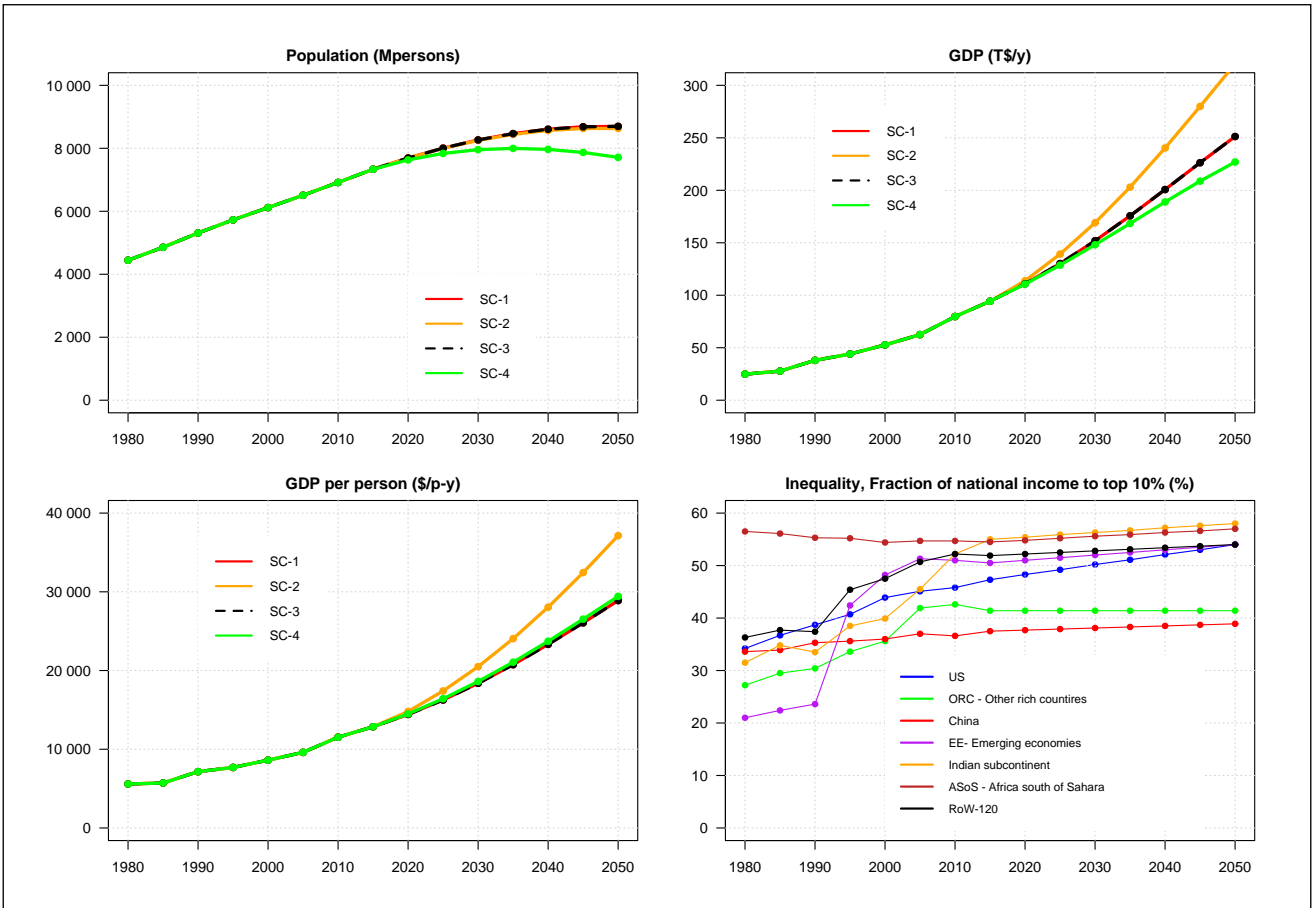 Population (Mpersons)
10 000
8 000
6 000
4 000
2 000
0
SC-1
SC-2
SC-3
SC-4
1980 1990 2000 2010 2020 2030 2040 2050
GDP (T$/y)
300
250
200
150
100
50
0
SC-1
SC-2
SC-3
SC-4
1980 1990 2000 2010 2020 2030 2040 2050
GDP per person ($/p-y)
40 000
30 000
20 000
10 000
0
SC-1
SC-2
SC-3
SC-4
1980 1990 2000 2010 2020 2030 2040 2050
Inequality, Fraction of national income to top 10% (%)
60
50
40
30
20
10
0
US
ORC - Other rich countires
China
EE- Emerging economies
Indian subcontinent
ASoS - Africa south of Sahara
RoW-120
1980 1990 2000 2010 2020 2030 2040 2050